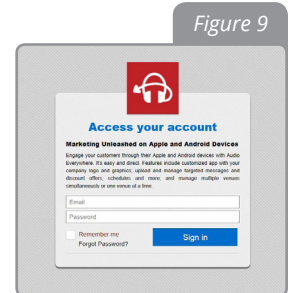 Figure 9
Access your account
Marketing Unleashed on Apple and Android Devices
Engage your customers through their Apple and Android devices with Audio
Everywhere. It's easy and direct. Features include customized app with your
company logo and graphics; upload and manage targeted messages and
discount offers, schedules and more, and manage multiple venues
simultaneously or one venue at a time.
Email
Password
Remember me
Forgot Password?
Sign in